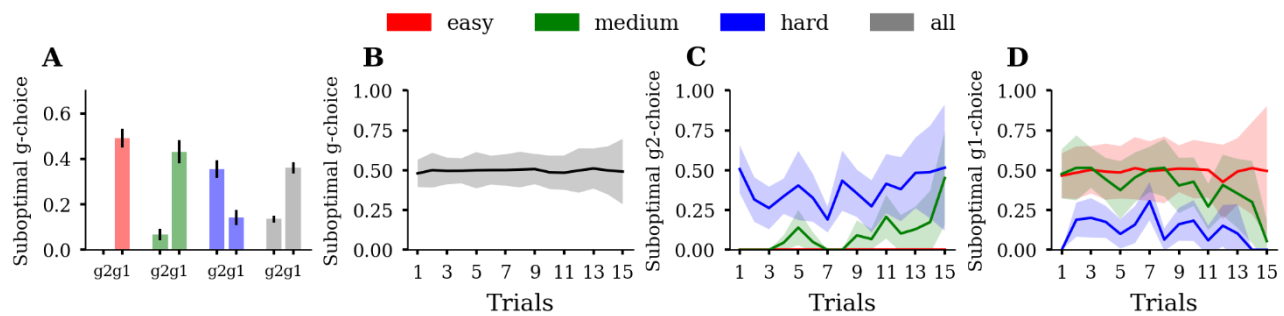 easy medium hard all
A B C D
Suboptimal g-choice
0.6
0.4
0.2
0.0
g2g1 g2g1 g2g1 g2g1
Suboptimal g-choice
1.00
0.75
0.50
0.25
0.00
1 3 5 7 9 11 13 15
Trials
Suboptimal g2-choice
1.00
0.75
0.50
0.25
0.00
1 3 5 7 9 11 13 15
Trials
Suboptimal g1-choice
1.00
0.75
0.50
0.25
0.00
1 3 5 7 9 11 13 15
Trials